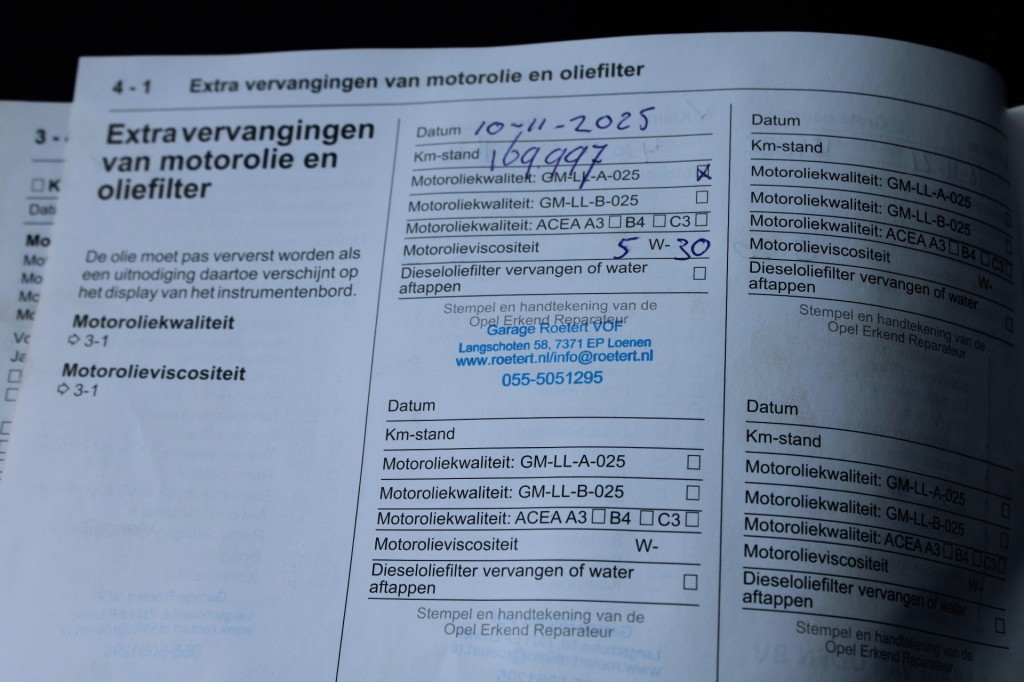 4 - 1 Extra vervangingen van motorolie en oliefilter
Extra vervangingen
van motorolie en
oliefilter
De olie moet pas ververst worden als
een uitnodiging daartoe verschijnt op
het display van het instrumentenbord.
Motoroliekwaliteit
⇨ 3-1
Motorolieviscositeit
⇨ 3-1
Datum 10-11-2025
Km-stand 169997
Motoroliekwaliteit: GM-LL-A-025 ☒
Motoroliekwaliteit: GM-LL-B-025 ☐
Motoroliekwaliteit: ACEA A3 ☐ B4 ☐ C3 ☐
Motorolieviscositeit 5 W- 30
Dieseloliefilter vervangen of water
aftappen ☐
Stempel en handtekening van de
Opel Erkend Reparateur
Garage Roetert VOF
Langschoten 58, 7371 EP Loenen
www.roetert.nl/info@roetert.nl
055-5051295
Datum
Km-stand
Motoroliekwaliteit: GM-LL-A-025 ☐
Motoroliekwaliteit: GM-LL-B-025 ☐
Motoroliekwaliteit: ACEA A3 ☐ B4 ☐ C3 ☐
Motorolieviscositeit W-
Dieseloliefilter vervangen of water
aftappen ☐
Stempel en handtekening van de
Opel Erkend Reparateur
Datum
Km-stand
Motoroliekwaliteit: GM-LL-A-025 ☐
Motoroliekwaliteit: GM-LL-B-025 ☐
Motoroliekwaliteit: ACEA A3 ☐ B4 ☐ C3 ☐
Motorolieviscositeit W-
Dieseloliefilter vervangen of water
aftappen ☐
Stempel en handtekening van de
Opel Erkend Reparateur
Datum
Km-stand
Motoroliekwaliteit: GM-LL-A-025 ☐
Motoroliekwaliteit: GM-LL-B-025 ☐
Motoroliekwaliteit: ACEA A3 ☐ B4 ☐ C3 ☐
Motorolieviscositeit W-
Dieseloliefilter vervangen of water
aftappen ☐
Stempel en handtekening van de
Opel Erkend Reparateur